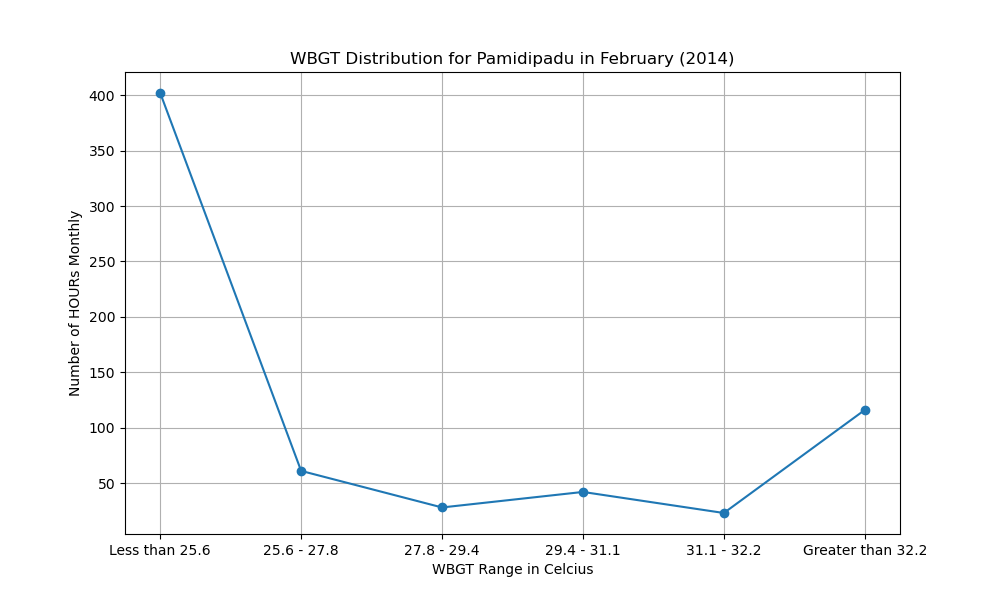 WBGT Distribution for Pamidipadu in February (2014)
Number of HOURs Monthly
400
350
300
250
200
150
100
50
Less than 25.6 25.6 - 27.8 27.8 - 29.4 29.4 - 31.1 31.1 - 32.2 Greater than 32.2
WBGT Range in Celcius